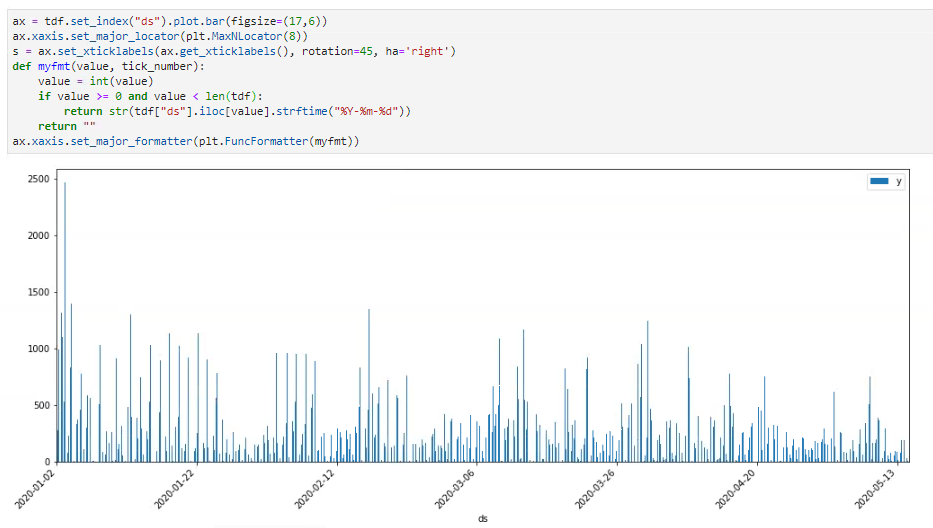 ax = tdf.set_index("ds").plot.bar(figsize=(17,6))
ax.xaxis.set_major_locator(plt.MaxNLocator(8))
s = ax.set_xticklabels(ax.get_xticklabels(), rotation=45, ha='right')
def myfmt(value, tick_number):
    value = int(value)
    if value >= 0 and value < len(tdf):
        return str(tdf["ds"].iloc[value].strftime("%Y-%m-%d"))
    return ""
ax.xaxis.set_major_formatter(plt.FuncFormatter(myfmt))
y
2500
2000
1500
1000
500
0
2020-01-02
2020-01-22
2020-02-12
2020-03-06
2020-03-26
2020-04-20
2020-05-13
ds